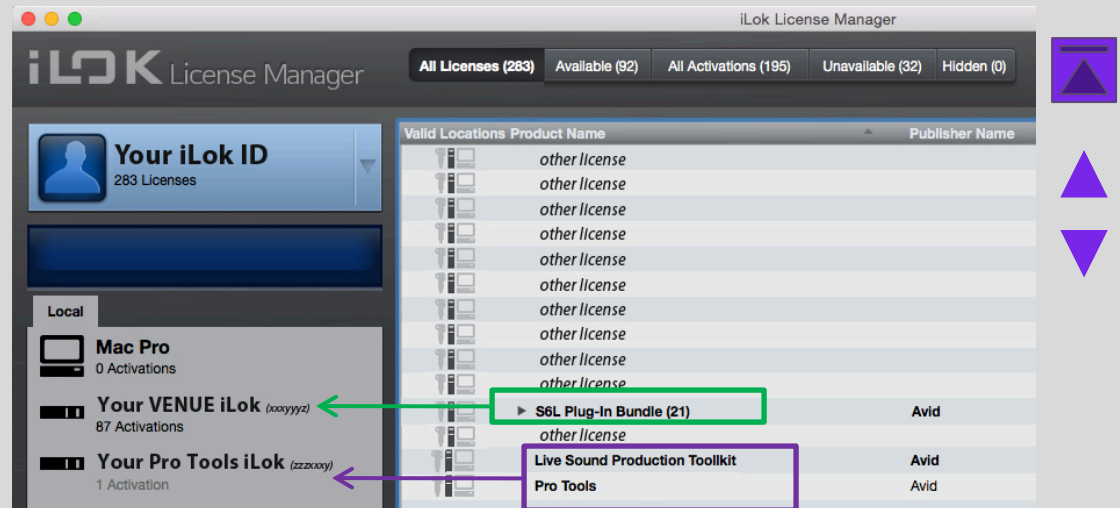 iLok License Manager
iLOK License Manager
All Licenses (283) Available (92) All Activations (195) Unavailable (32) Hidden (0)
Your iLok ID
283 Licenses
Valid Locations Product Name Publisher Name
other license
other license
other license
other license
other license
other license
other license
other license
other license
other license
S6L Plug-In Bundle (21) Avid
other license
Live Sound Production Toollkit Avid
Pro Tools Avid
Local
Mac Pro
0 Activations
Your VENUE iLok (xxxyyyz)
87 Activations
Your Pro Tools iLok (zzzxxxy)
1 Activation